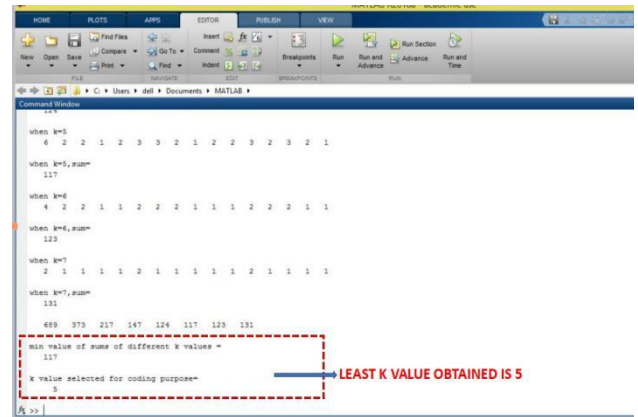 HOME PLOTS APPS EDITOR PUBLISH VIEW
New Open Save Find Files Compare Print Go To Find Insert fx Comment Indent Breakpoints Run Run and Advance Run Section Advance Run and Time
FILE NAVIGATE EDIT BREAKPOINTS RUN
C: Users dell Documents MATLAB
Command Window
124
when k=5
6 2 2 1 2 3 3 2 1 2 2 3 2 3 2 1
when k=5,sum=
117
when k=6
4 2 2 1 1 2 2 2 1 1 1 2 2 2 1 1
when k=6,sum=
123
when k=7
2 1 1 1 1 2 1 1 1 1 1 2 1 1 1 1
when k=7,sum=
131
689 373 217 147 124 117 123 131
min value of sums of different k values =
117
LEAST K VALUE OBTAINED IS 5
k value selected for coding purpose=
5
fx >>